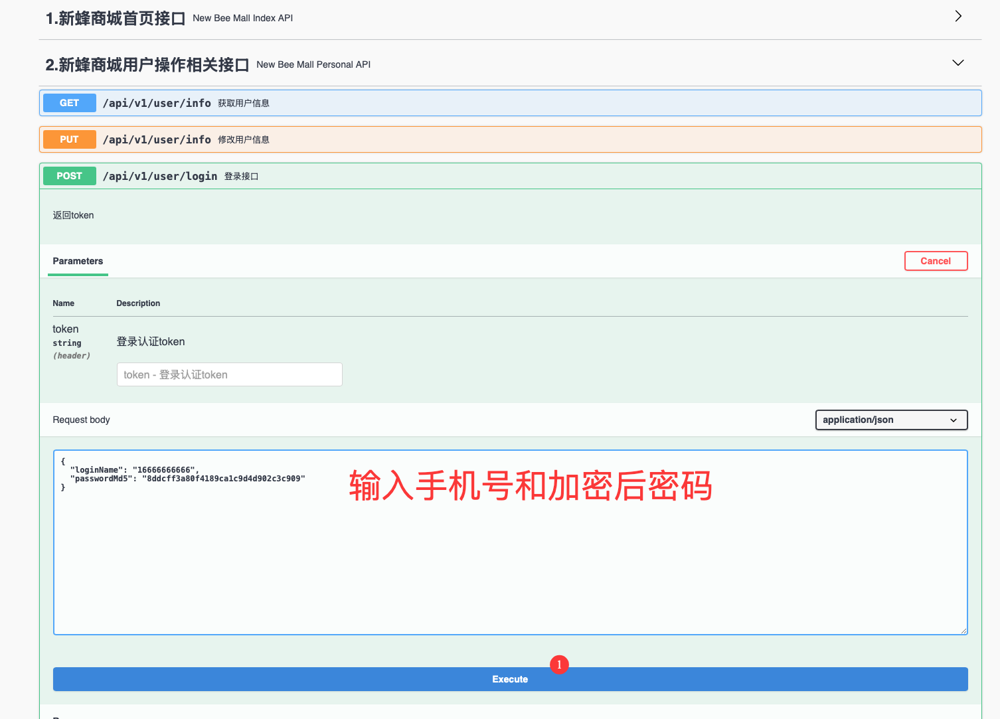 1.新蜂商城首页接口 New Bee Mall Index API
2.新蜂商城用户操作相关接口 New Bee Mall Personal API
GET /api/v1/user/info 获取用户信息
PUT /api/v1/user/info 修改用户信息
POST /api/v1/user/login 登录接口
返回token
Parameters Cancel
Name Description
token
string
(header)
登录认证token
token - 登录认证token
Request body application/json
{
"loginName": "16666666666",
"passwordMd5": "8ddcff3a80f4189ca1c9d4d902c3c909"
}
输入手机号和加密后密码
1
Execute